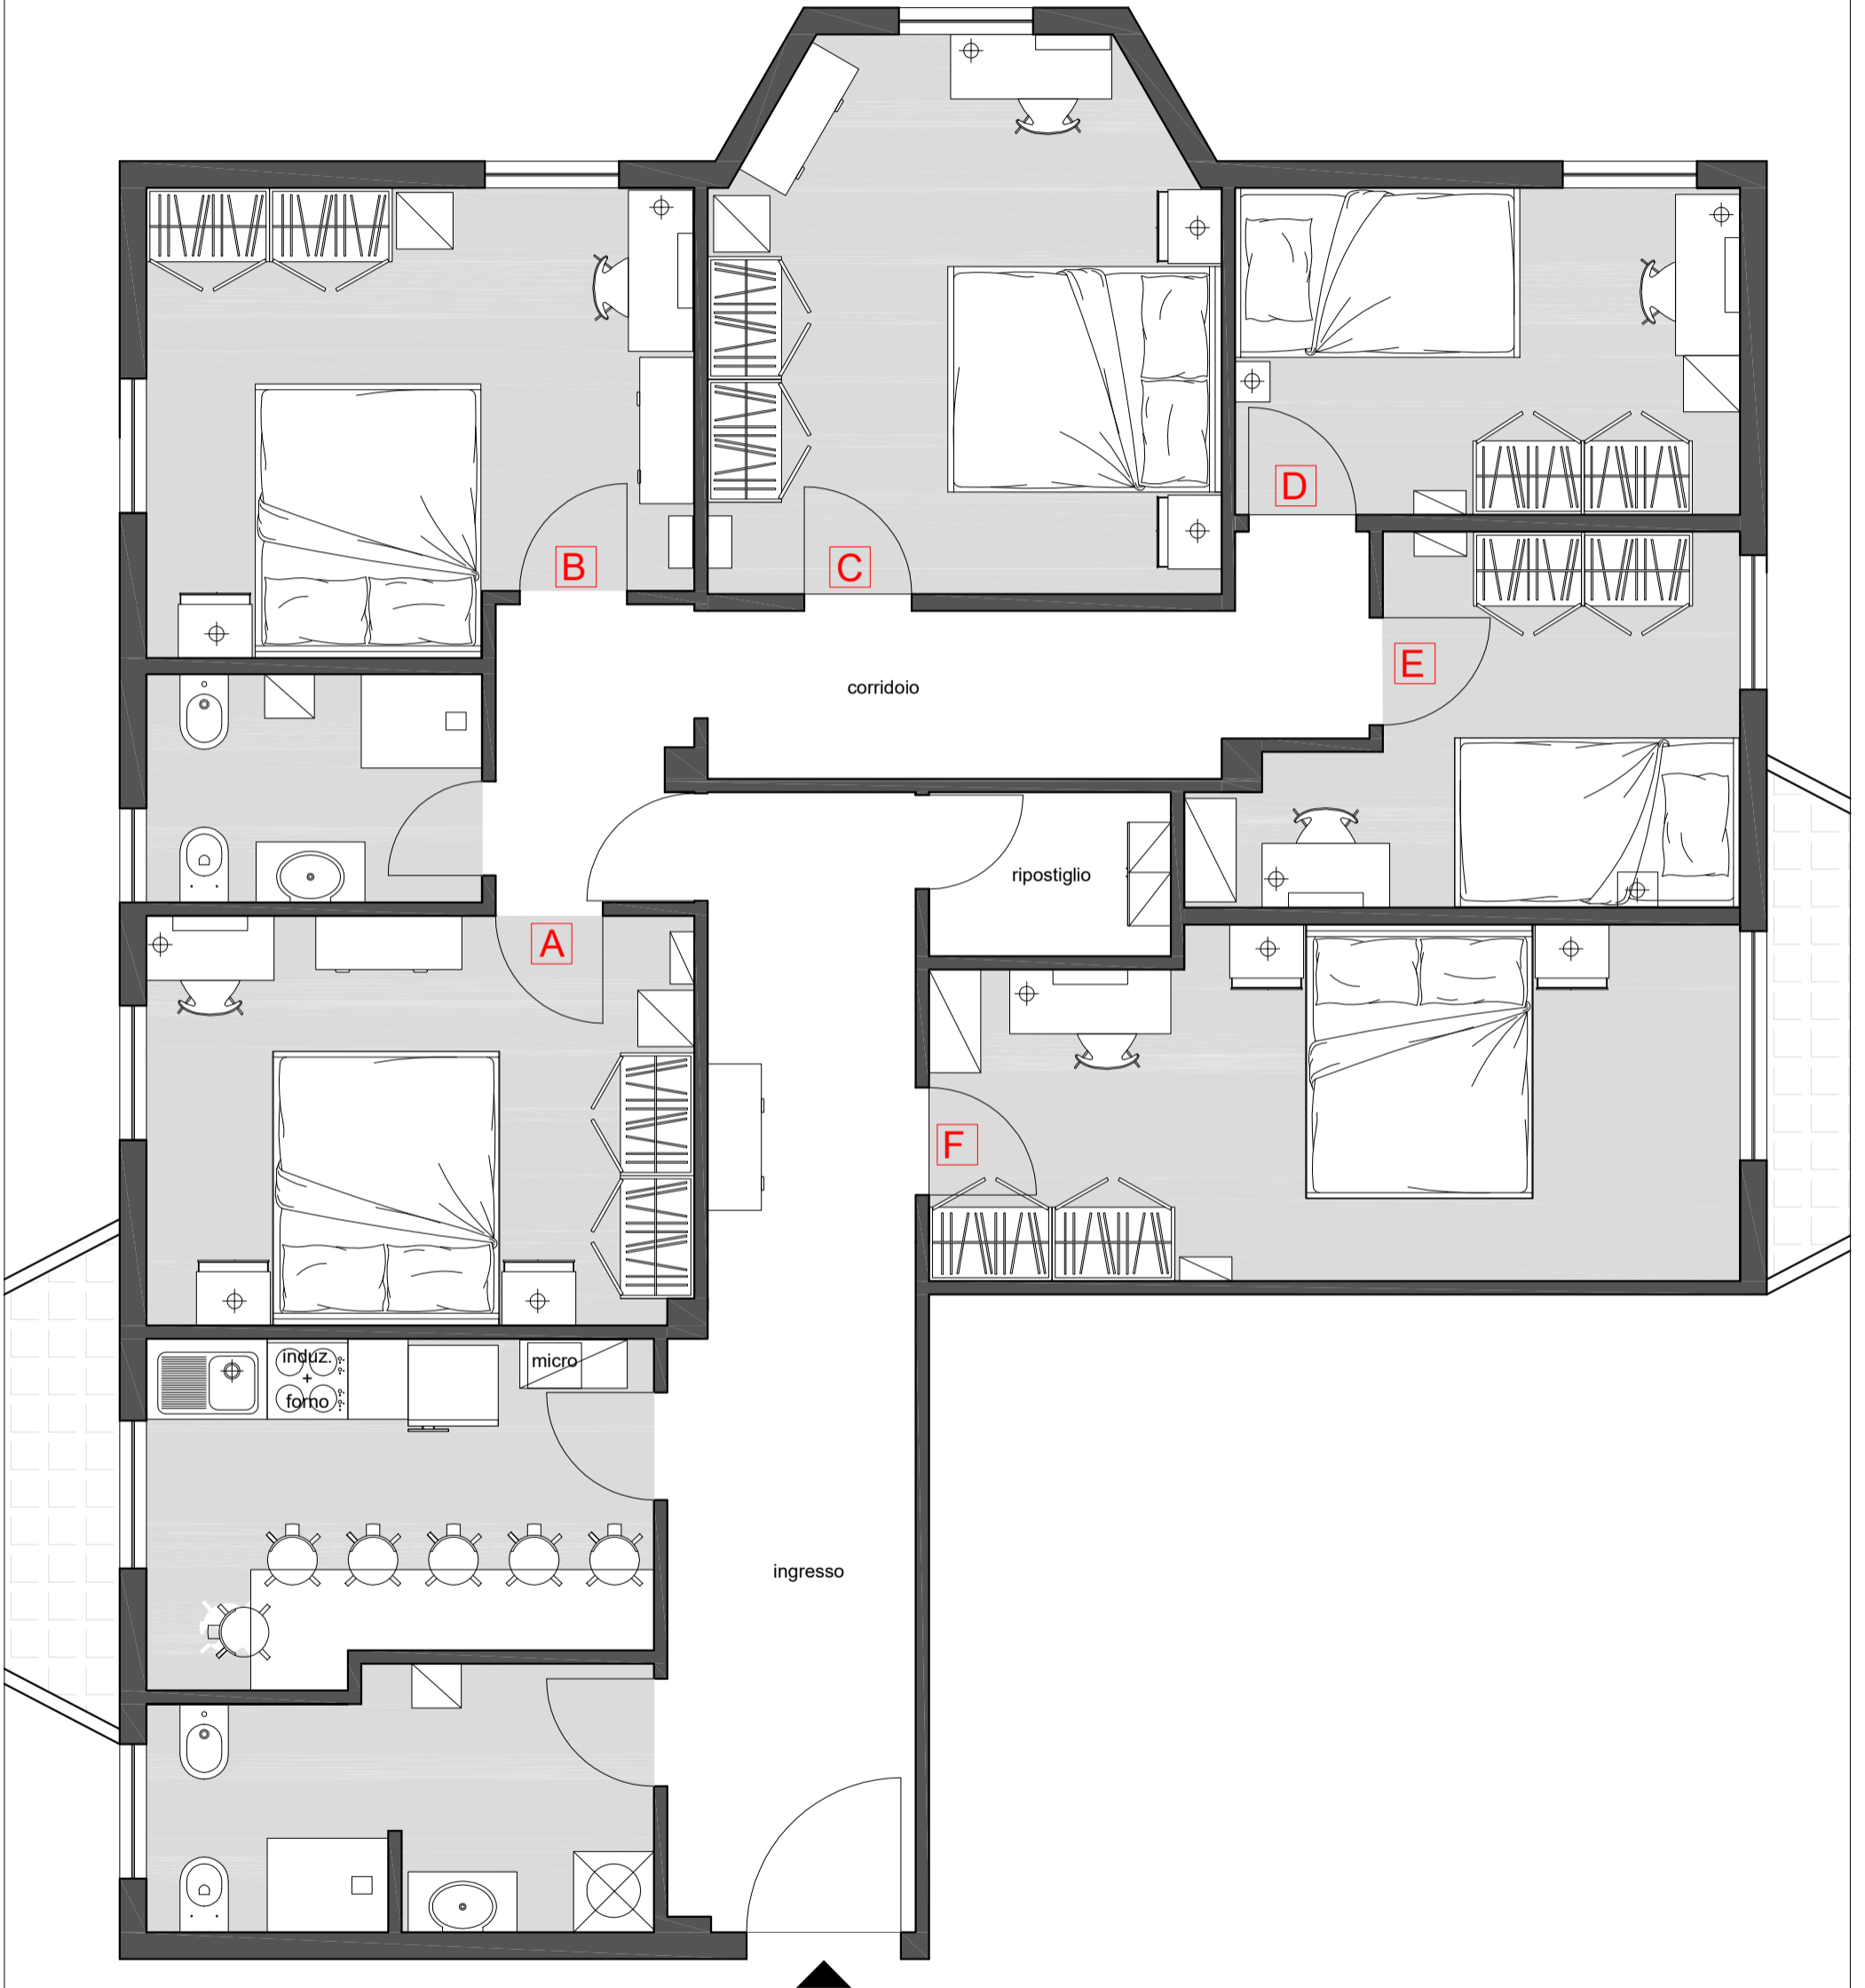 B
C
D
E
corridoio
ripostiglio
A
F
induz.
+
forno
micro
ingresso